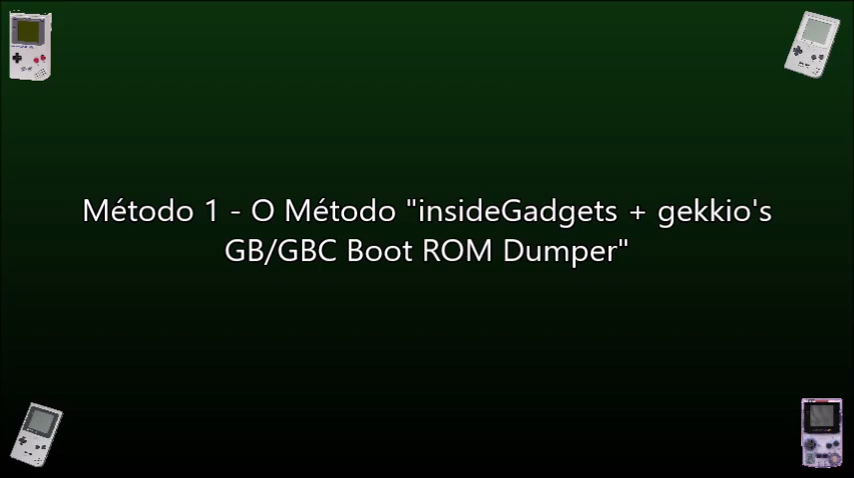 Método 1 - O Método "insideGadgets + gekkio's
GB/GBC Boot ROM Dumper"